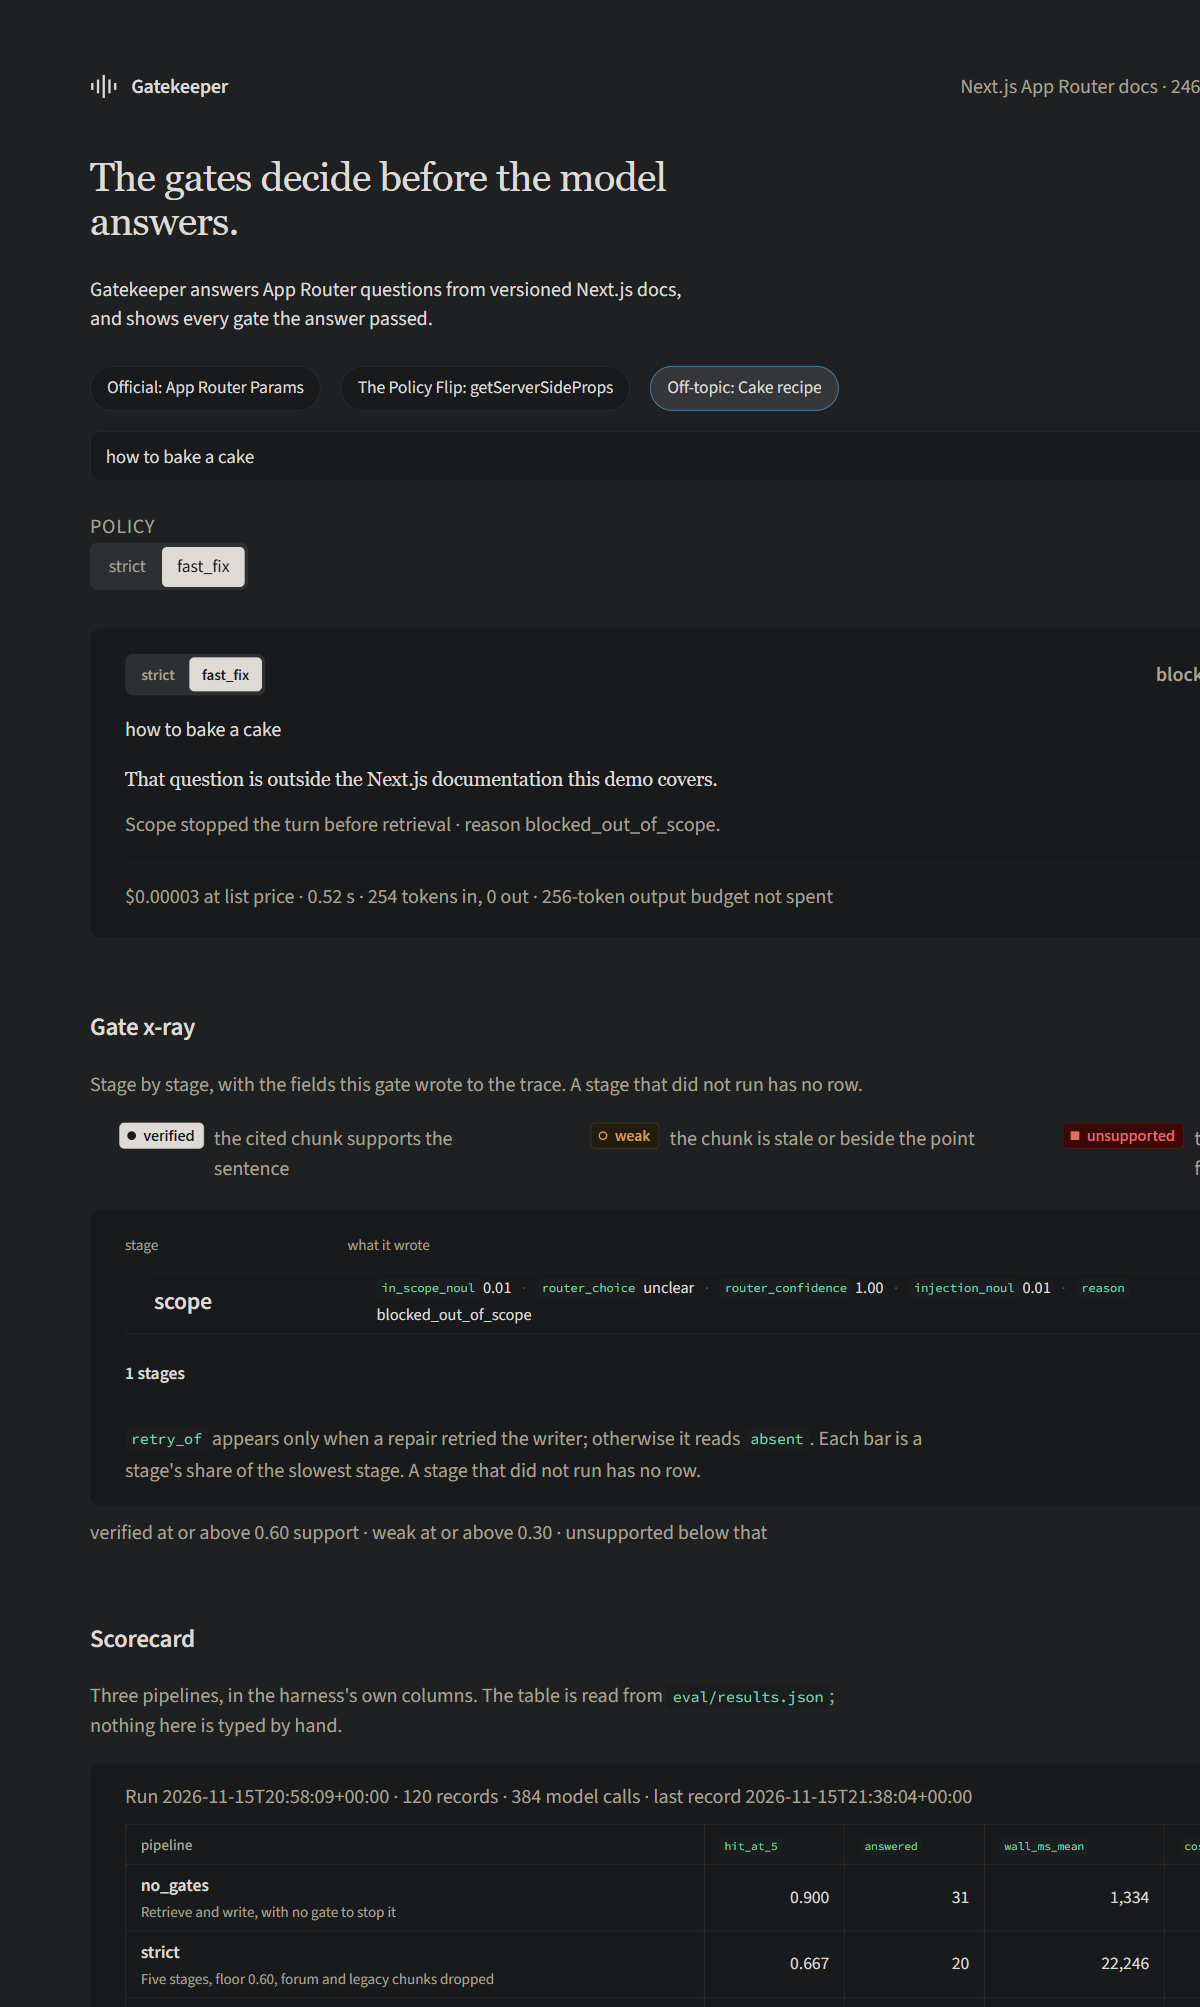 Gatekeeper
Next.js App Router docs · 246
The gates decide before the model
answers.
Gatekeeper answers App Router questions from versioned Next.js docs,
and shows every gate the answer passed.
Official: App Router Params
The Policy Flip: getServerSideProps
Off-topic: Cake recipe
how to bake a cake
POLICY
strict
fast_fix
strict
fast_fix
block
how to bake a cake
That question is outside the Next.js documentation this demo covers.
Scope stopped the turn before retrieval · reason blocked_out_of_scope.
$0.00003 at list price · 0.52 s · 254 tokens in, 0 out · 256-token output budget not spent
Gate x-ray
Stage by stage, with the fields this gate wrote to the trace. A stage that did not run has no row.
verified
the cited chunk supports the
sentence
weak
the chunk is stale or beside the point
unsupported
stage
what it wrote
scope
in_scope_noul 0.01 · router_choice unclear · router_confidence 1.00 · injection_noul 0.01 · reason
blocked_out_of_scope
1 stages
retry_of appears only when a repair retried the writer; otherwise it reads absent . Each bar is a
stage's share of the slowest stage. A stage that did not run has no row.
verified at or above 0.60 support · weak at or above 0.30 · unsupported below that
Scorecard
Three pipelines, in the harness's own columns. The table is read from eval/results.json ;
nothing here is typed by hand.
Run 2026-11-15T20:58:09+00:00 · 120 records · 384 model calls · last record 2026-11-15T21:38:04+00:00
pipeline
hit_at_5
answered
wall_ms_mean
cos
no_gates
Retrieve and write, with no gate to stop it
0.900
31
1,334
strict
Five stages, floor 0.60, forum and legacy chunks dropped
0.667
20
22,246